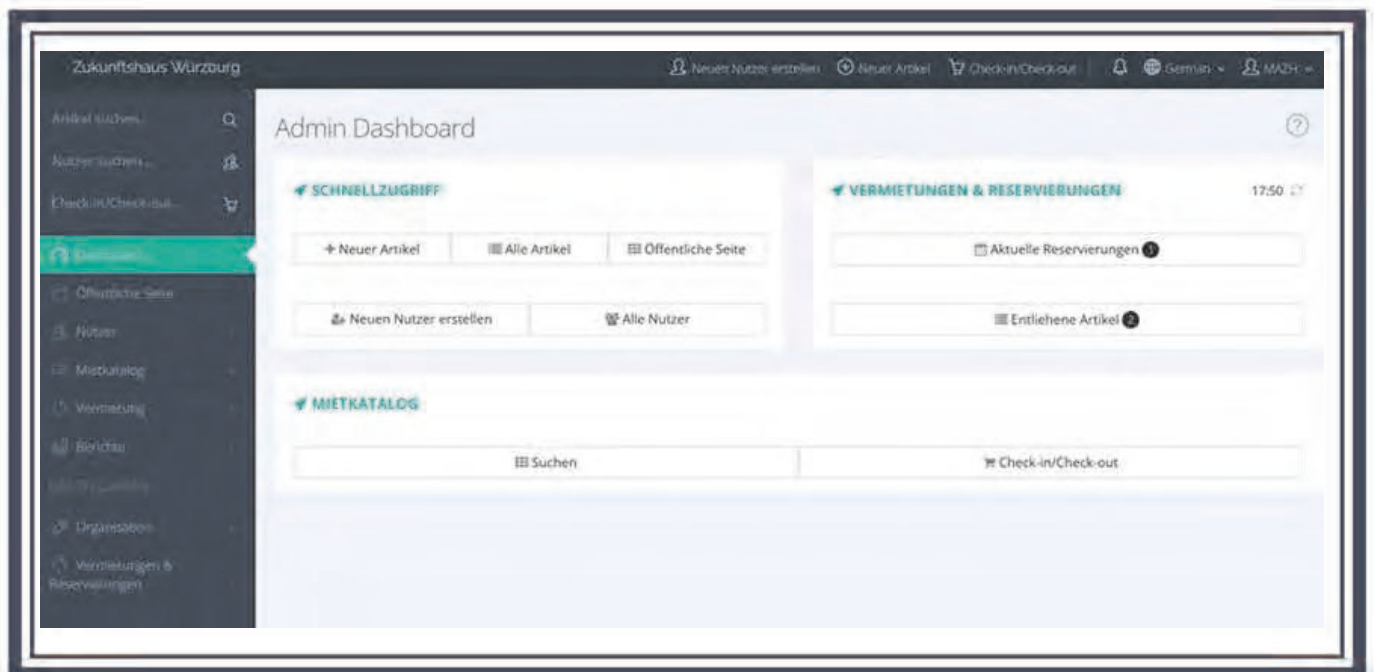 Zukunftshaus Würzburg
Neuen Nutzer erstellen
Neuer Artikel
Check-in/Check-out
German
MAZH
Artikel suchen...
Nutzer suchen...
Check-in/Check-out...
Dashboard
Öffentliche Seite
Nutzer
Mietkatalog
Vermietung
Berichte
Organisation
Vermietungen &
Reservierungen
Admin Dashboard
?
SCHNELLZUGRIFF
+ Neuer Artikel
Alle Artikel
Öffentliche Seite
Neuen Nutzer erstellen
Alle Nutzer
VERMIETUNGEN & RESERVIERUNGEN
17:50
Aktuelle Reservierungen 1
Entliehene Artikel 2
MIETKATALOG
Suchen
Check-in/Check-out